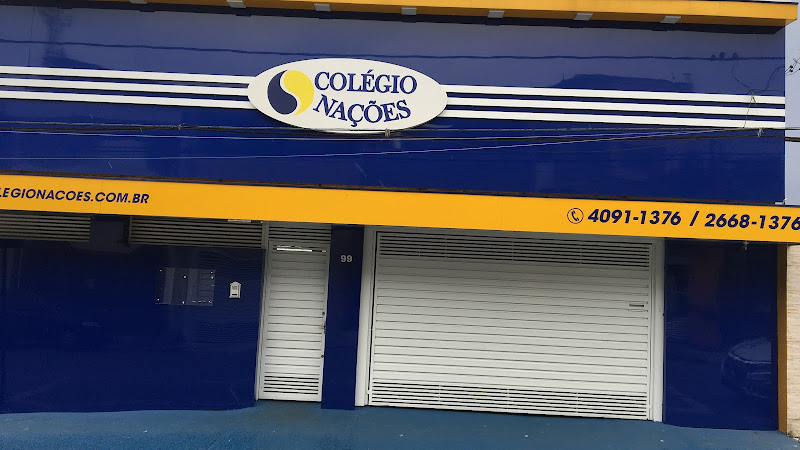 COLÉGIO
NAÇÕES
LEGIONACOES.COM.BR
4091-1376 / 2668-1376
99